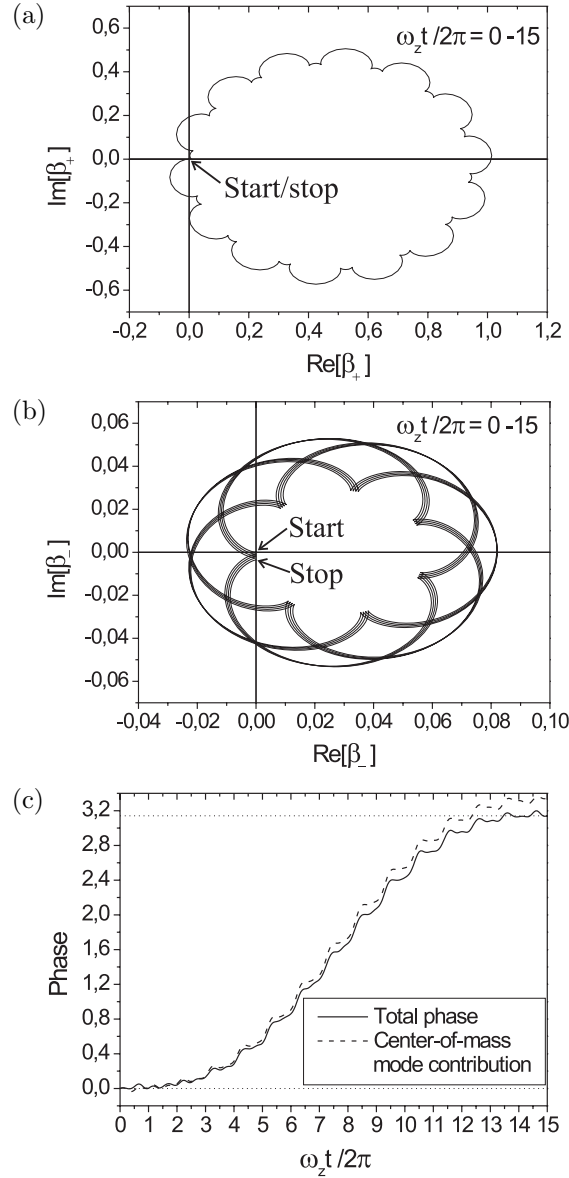 (a)
ω_z t/2π = 0 -15
0,6
0,4
0,2
0,0
-0,2
-0,4
-0,6
Im[β₊]
Start/stop
-0,2 0,0 0,2 0,4 0,6 0,8 1,0 1,2
Re[β₊]
(b)
ω_z t/2π = 0 -15
0,06
0,04
0,02
0,00
-0,02
-0,04
-0,06
Im[β₋]
Start
Stop
-0,04 -0,02 0,00 0,02 0,04 0,06 0,08 0,10
Re[β₋]
(c)
3,2
2,8
2,4
2,0
1,6
1,2
0,8
0,4
0,0
Phase
Total phase
Center-of-mass
mode contribution
0 1 2 3 4 5 6 7 8 9 10 11 12 13 14 15
ω_z t/2π